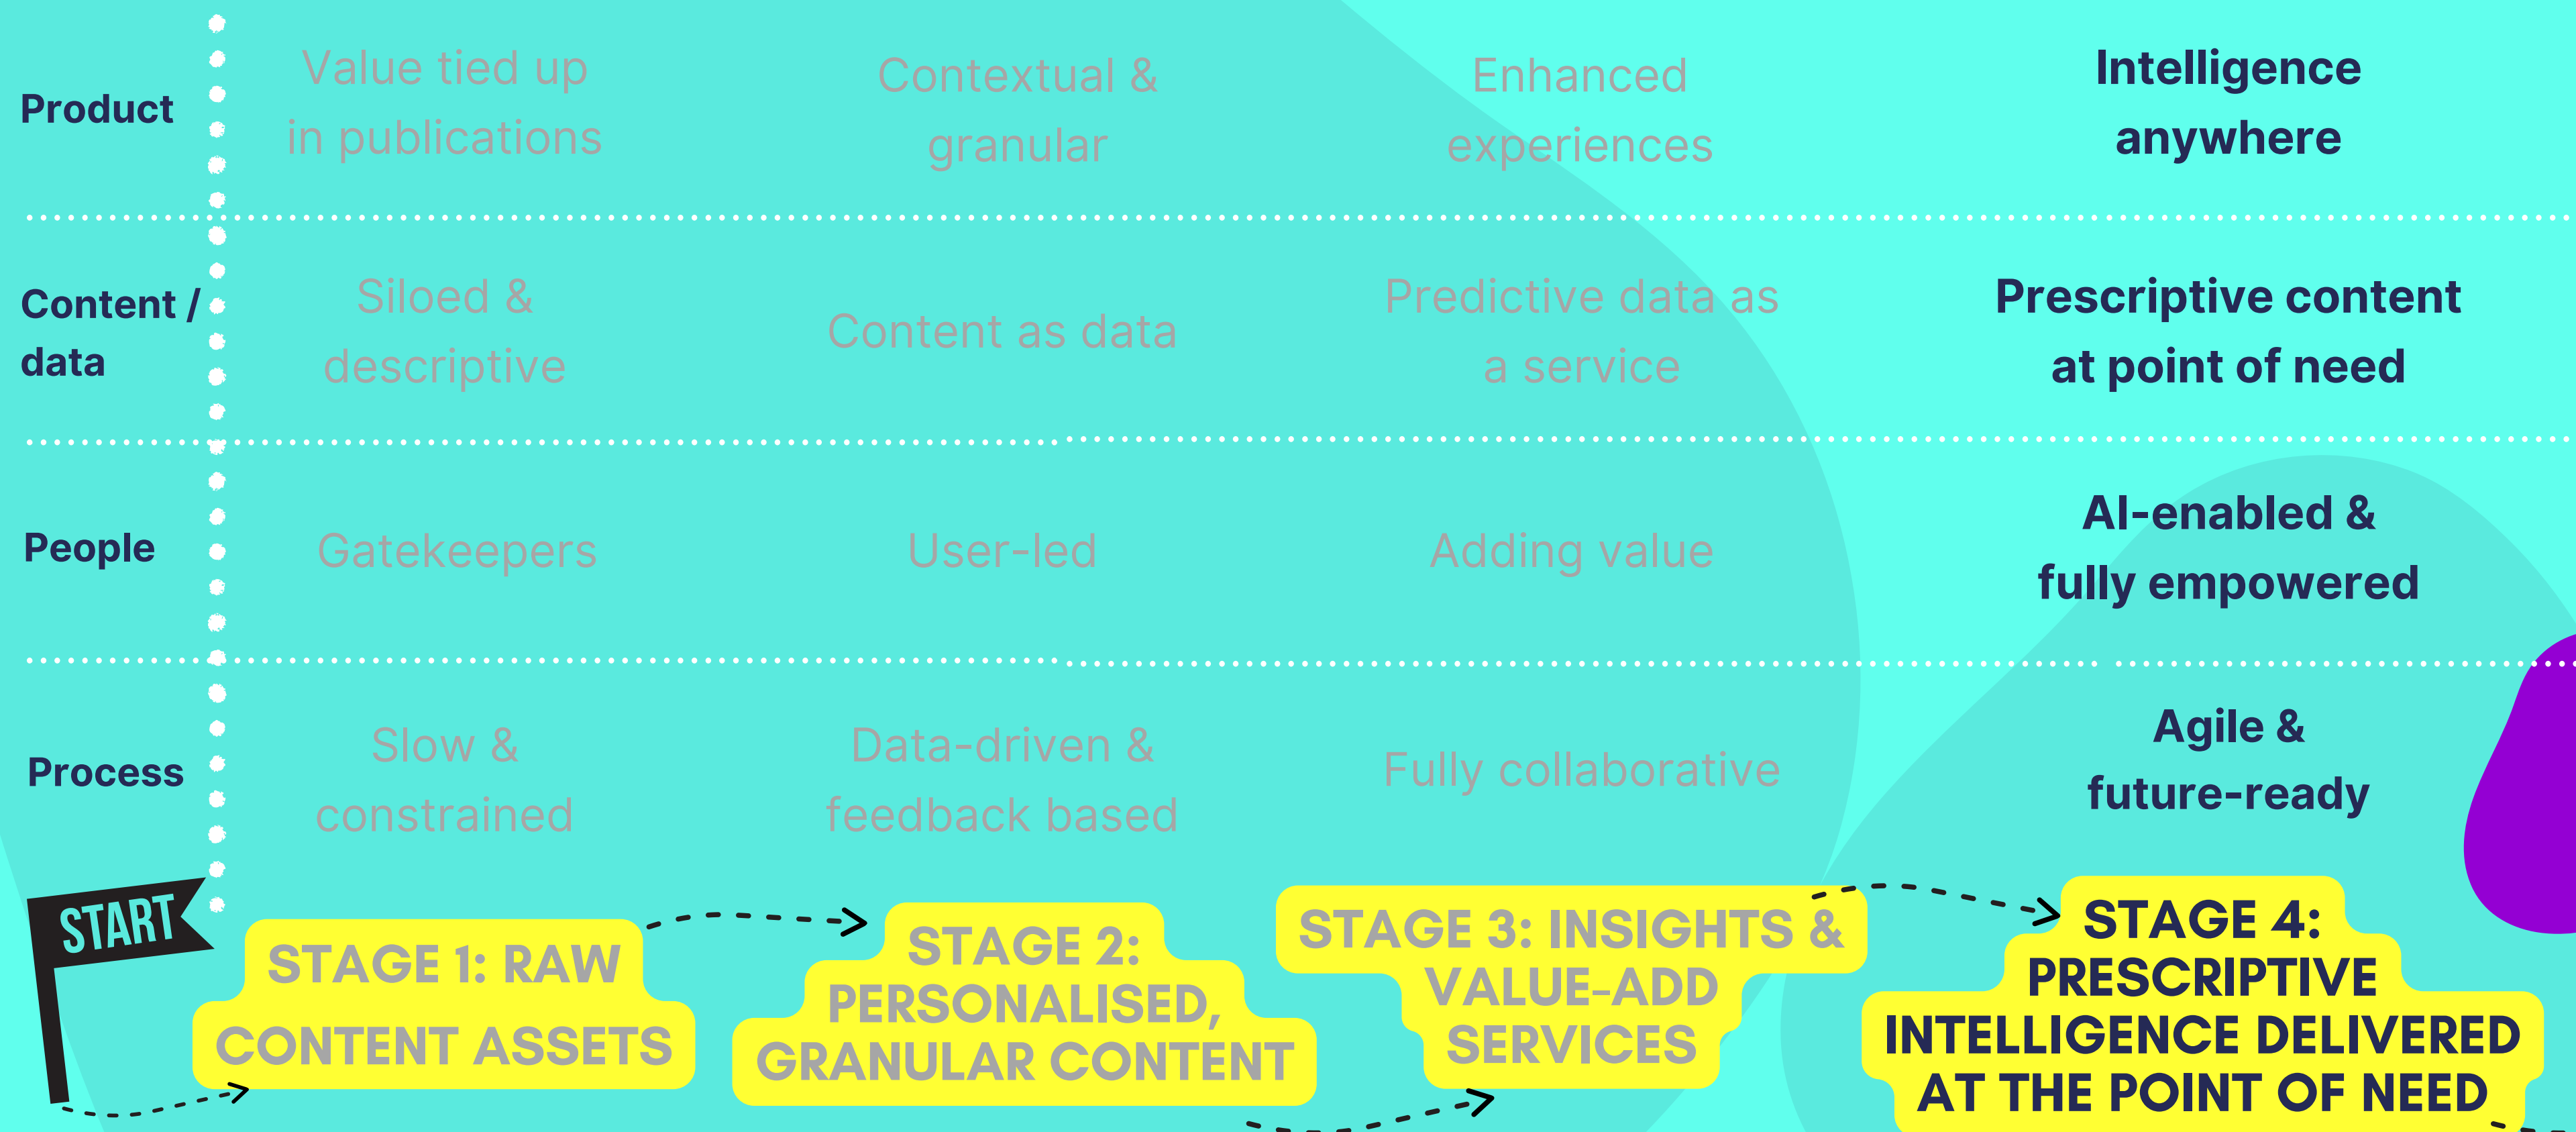 Product
Value tied up
in publications
Contextual &
granular
Enhanced
experiences
Intelligence
anywhere
Content /
data
Siloed &
descriptive
Content as data
Predictive data as
a service
Prescriptive content
at point of need
People
Gatekeepers
User-led
Adding value
AI-enabled &
fully empowered
Process
Slow &
constrained
Data-driven &
feedback based
Fully collaborative
Agile &
future-ready
START
STAGE 1: RAW
CONTENT ASSETS
STAGE 2:
PERSONALISED,
GRANULAR CONTENT
STAGE 3: INSIGHTS &
VALUE-ADD
SERVICES
STAGE 4:
PRESCRIPTIVE
INTELLIGENCE DELIVERED
AT THE POINT OF NEED